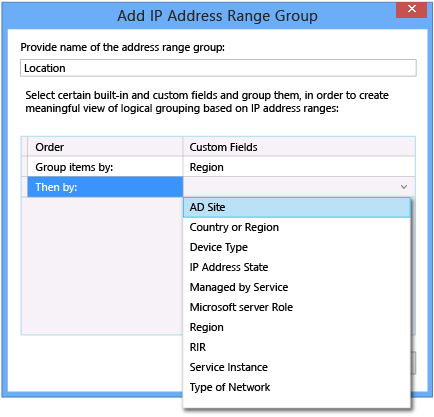 Add IP Address Range Group
Provide name of the address range group:
Location
Select certain built-in and custom fields and group them, in order to create
meaningful view of logical grouping based on IP address ranges:
Order Custom Fields
Group items by: Region
Then by:
AD Site
Country or Region
Device Type
IP Address State
Managed by Service
Microsoft server Role
Region
RIR
Service Instance
Type of Network